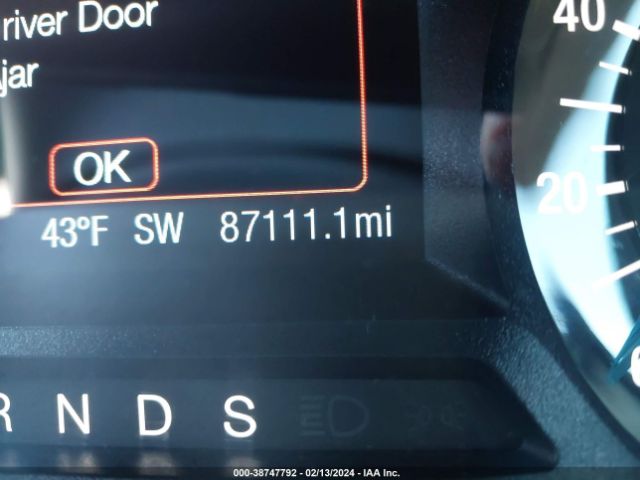 river Door
jar
OK
43°F SW 87111.1mi
40
20
N D S
000-38747792 - 02/13/2024 - IAA Inc.